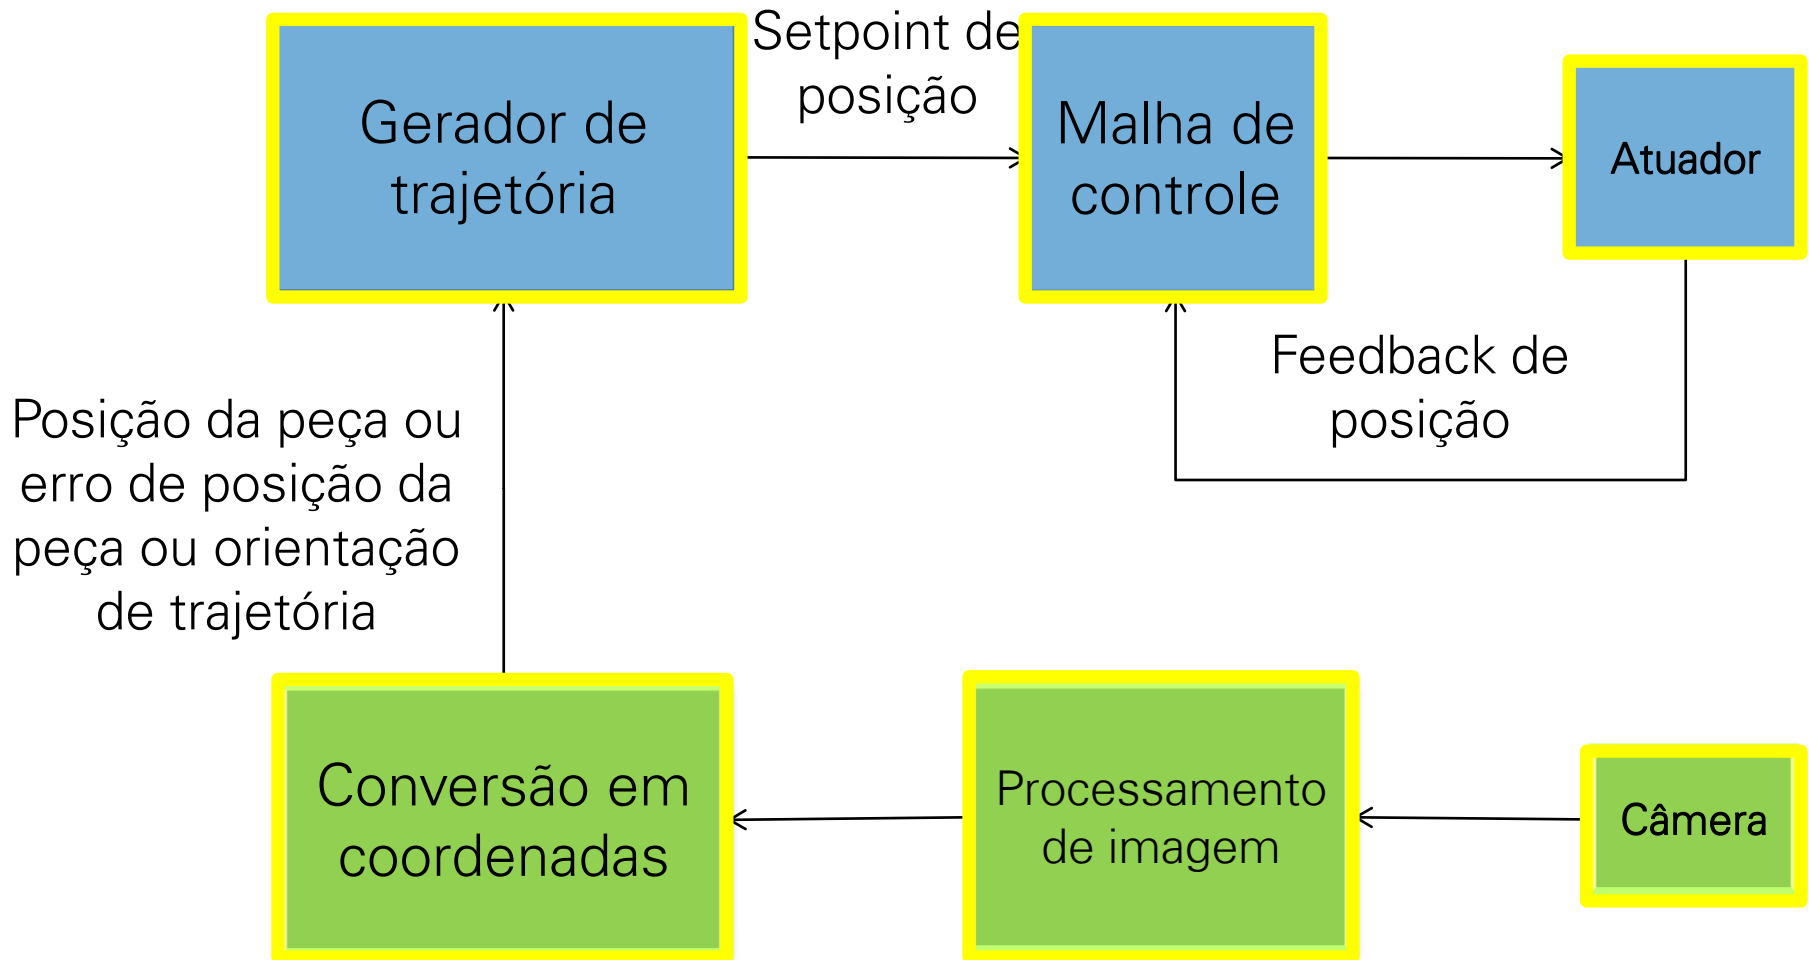 Setpoint de
posição
Gerador de
trajetória
Malha de
controle
Atuador
Feedback de
posição
Posição da peça ou
erro de posição da
peça ou orientação
de trajetória
Conversão em
coordenadas
Processamento
de imagem
Câmera